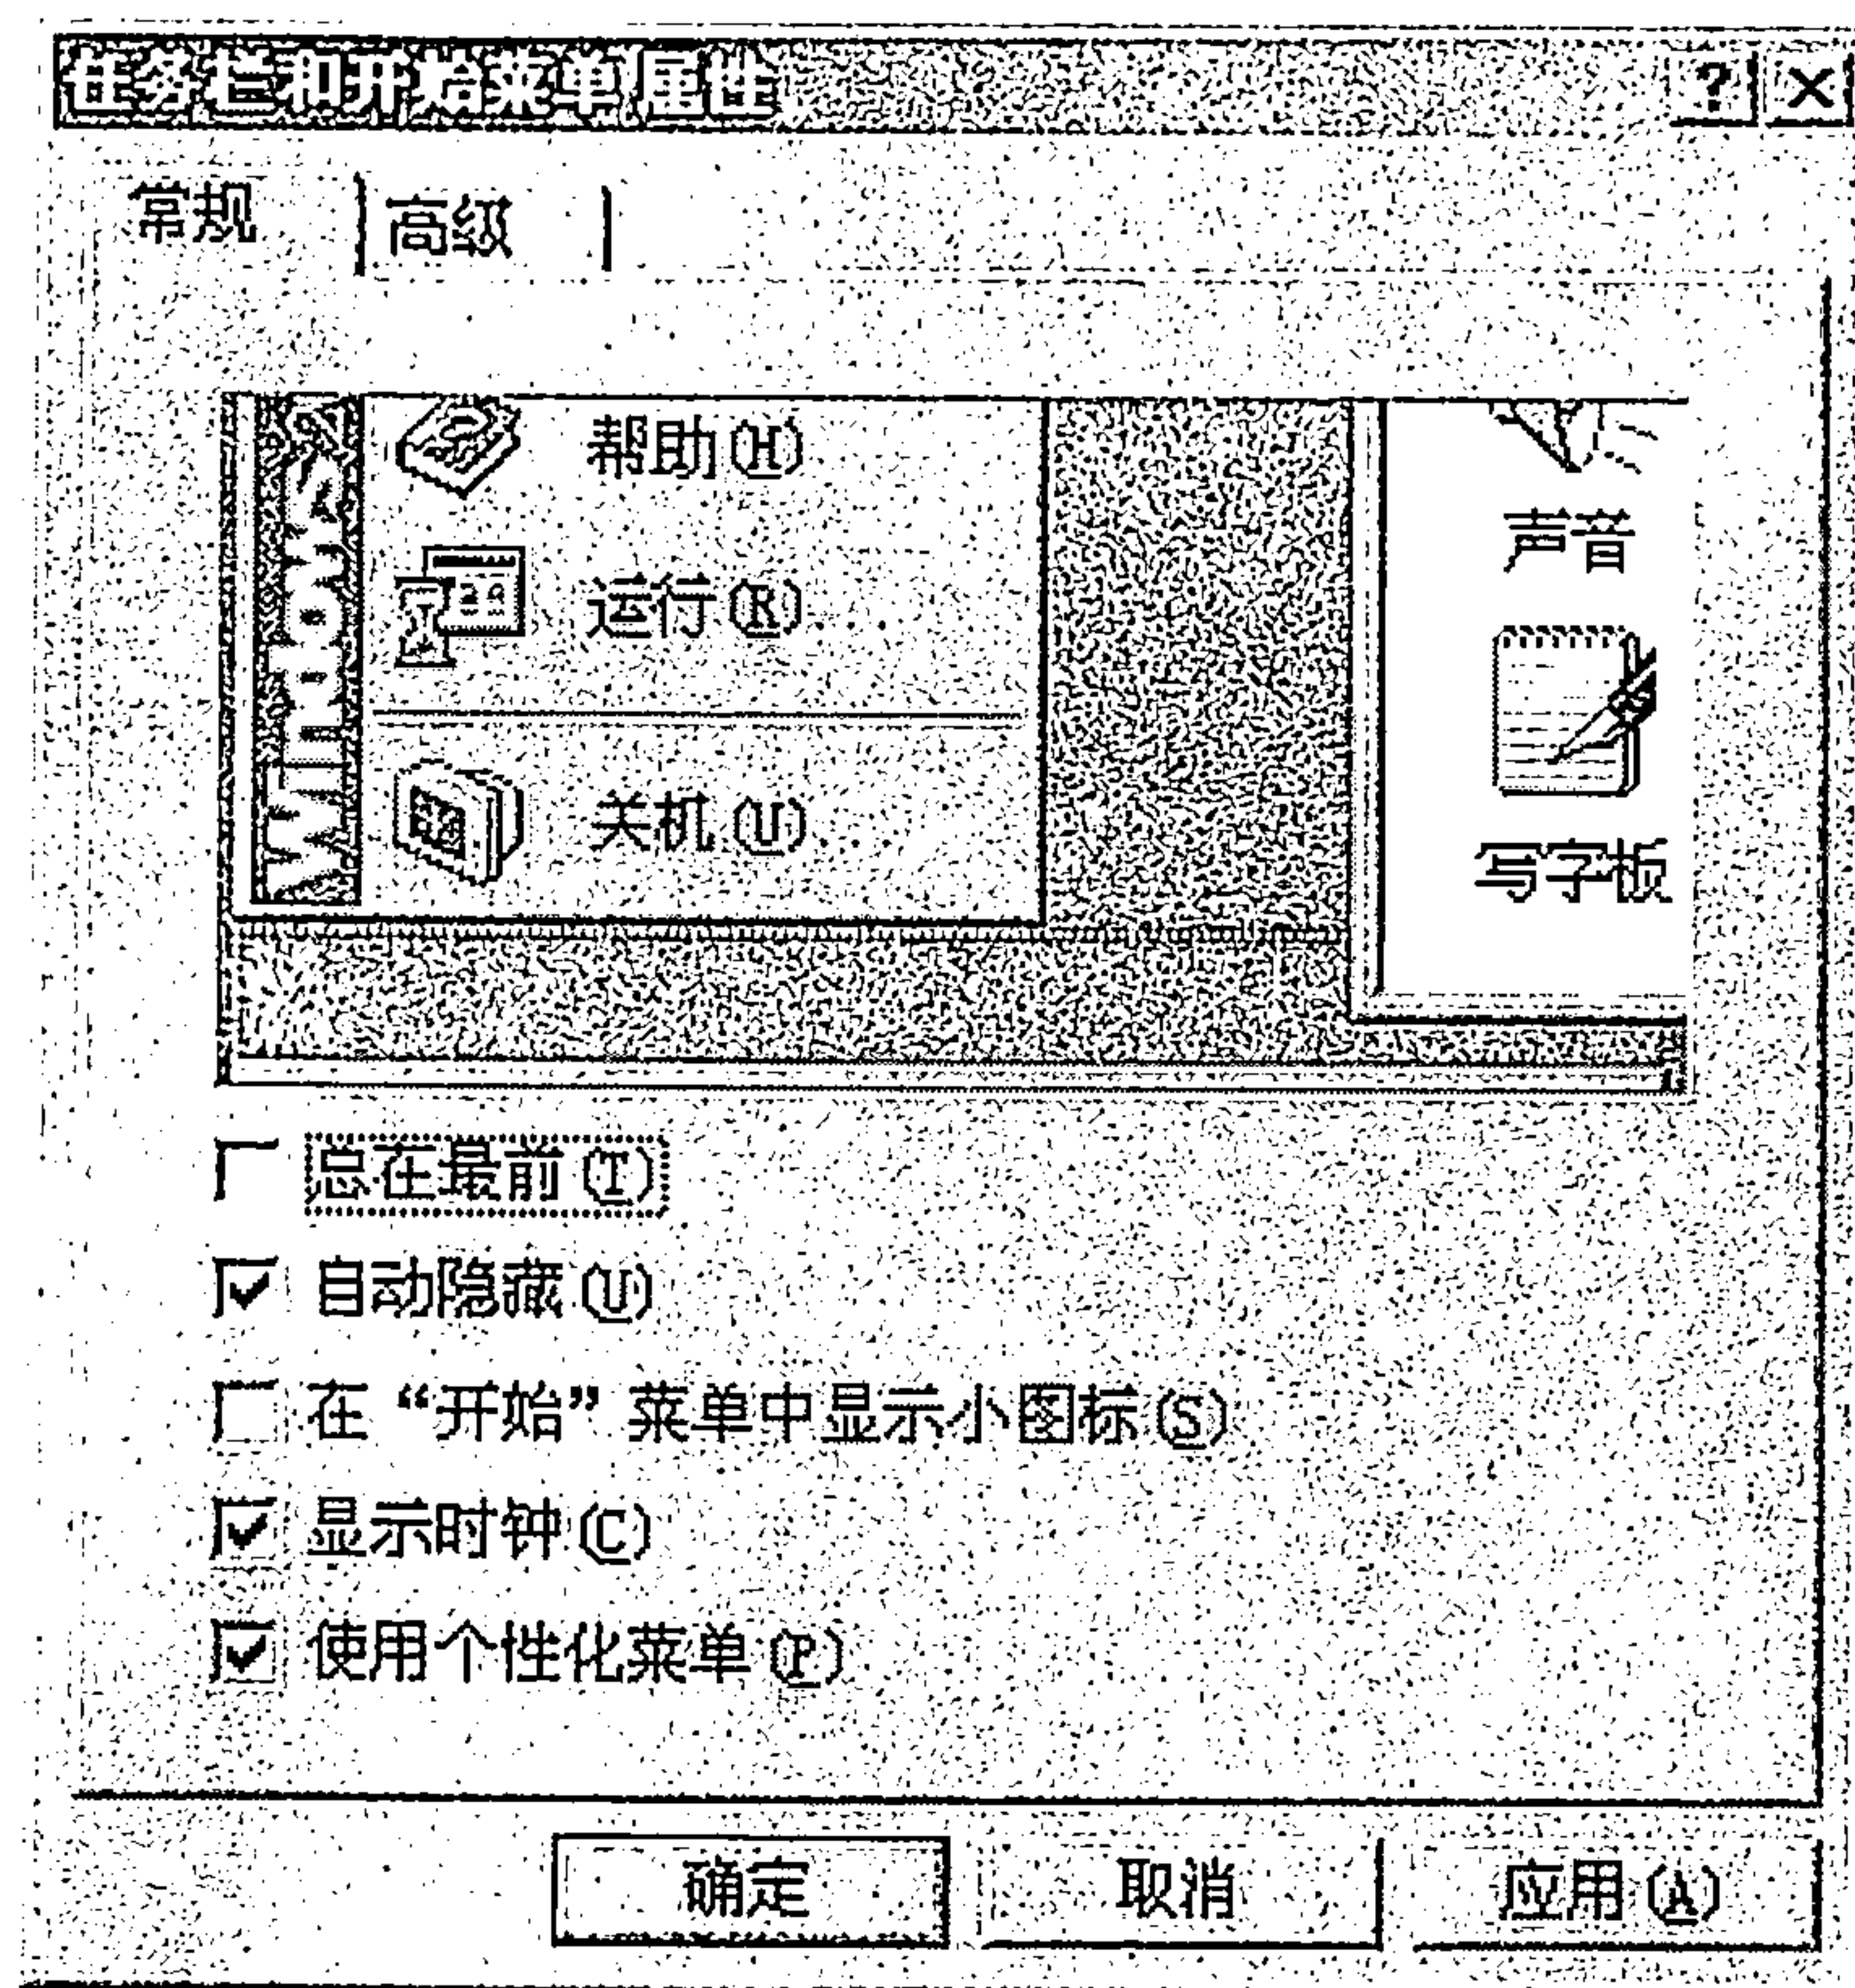 任务栏和开始菜单属性
常规 高级
帮助(H)
运行(R)...
关机(U)...
声音
写字板
总在最前(T)
自动隐藏(U)
在“开始”菜单中显示小图标(S)
显示时钟(C)
使用个性化菜单(P)
确定 取消 应用(A)